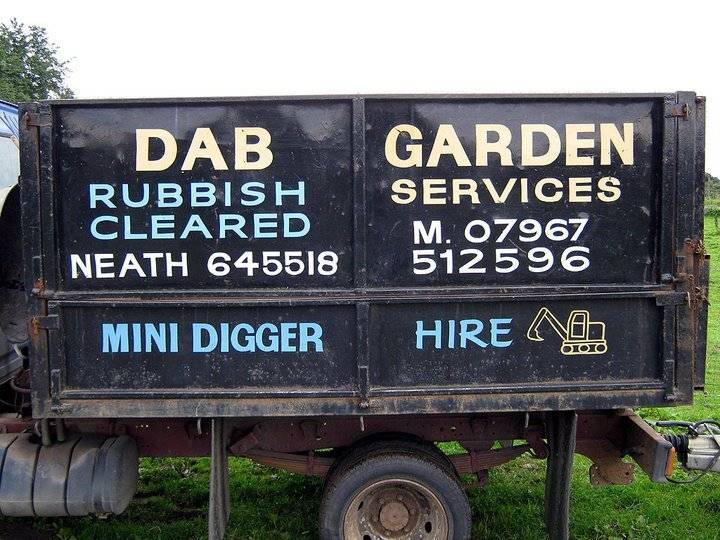 DAB
RUBBISH
CLEARED
NEATH 645518
GARDEN
SERVICES
M. 07967
512596
MINI DIGGER
HIRE